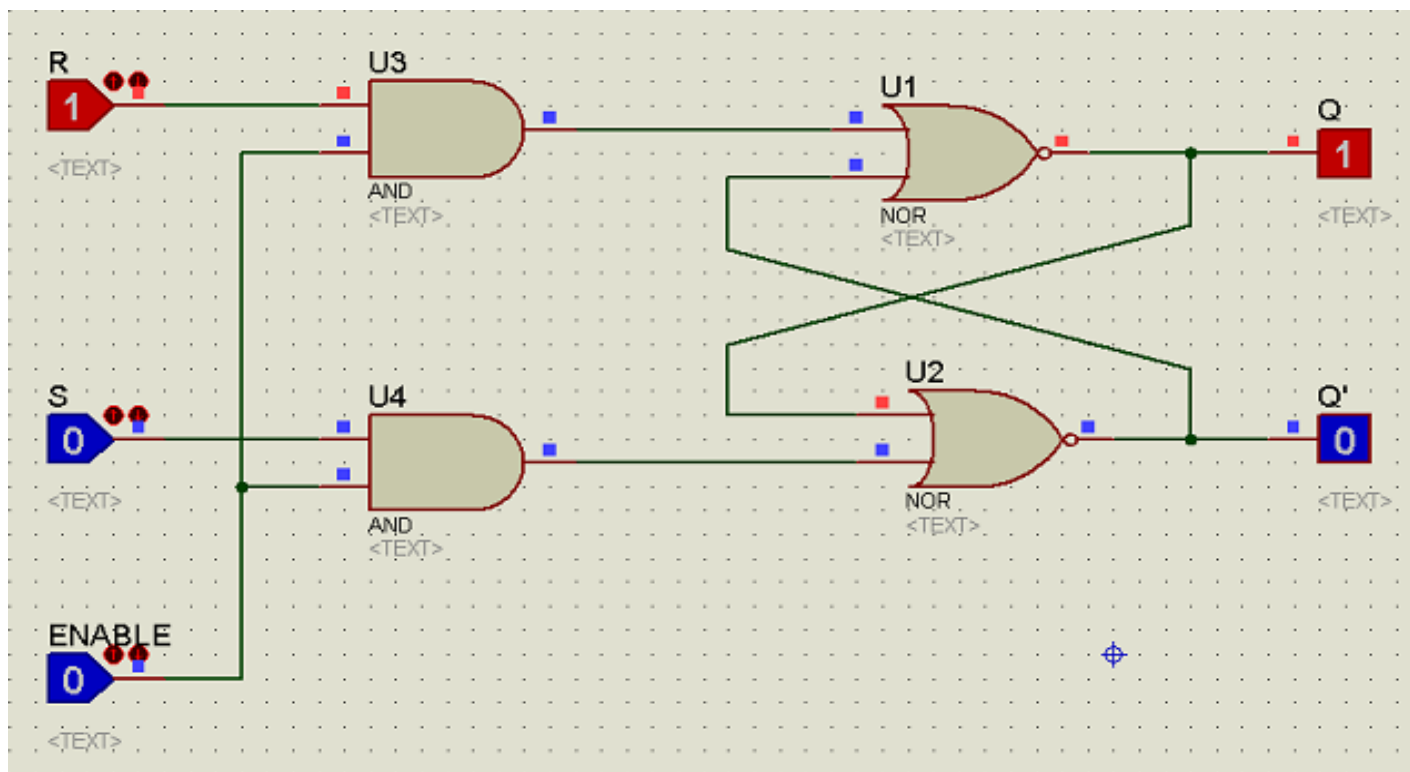 R
1
<TEXT>
U3
AND
<TEXT>
U1
NOR
<TEXT>
Q
1
<TEXT>
S
0
<TEXT>
U4
AND
<TEXT>
U2
NOR
<TEXT>
Q'
0
<TEXT>
ENABLE
0
<TEXT>